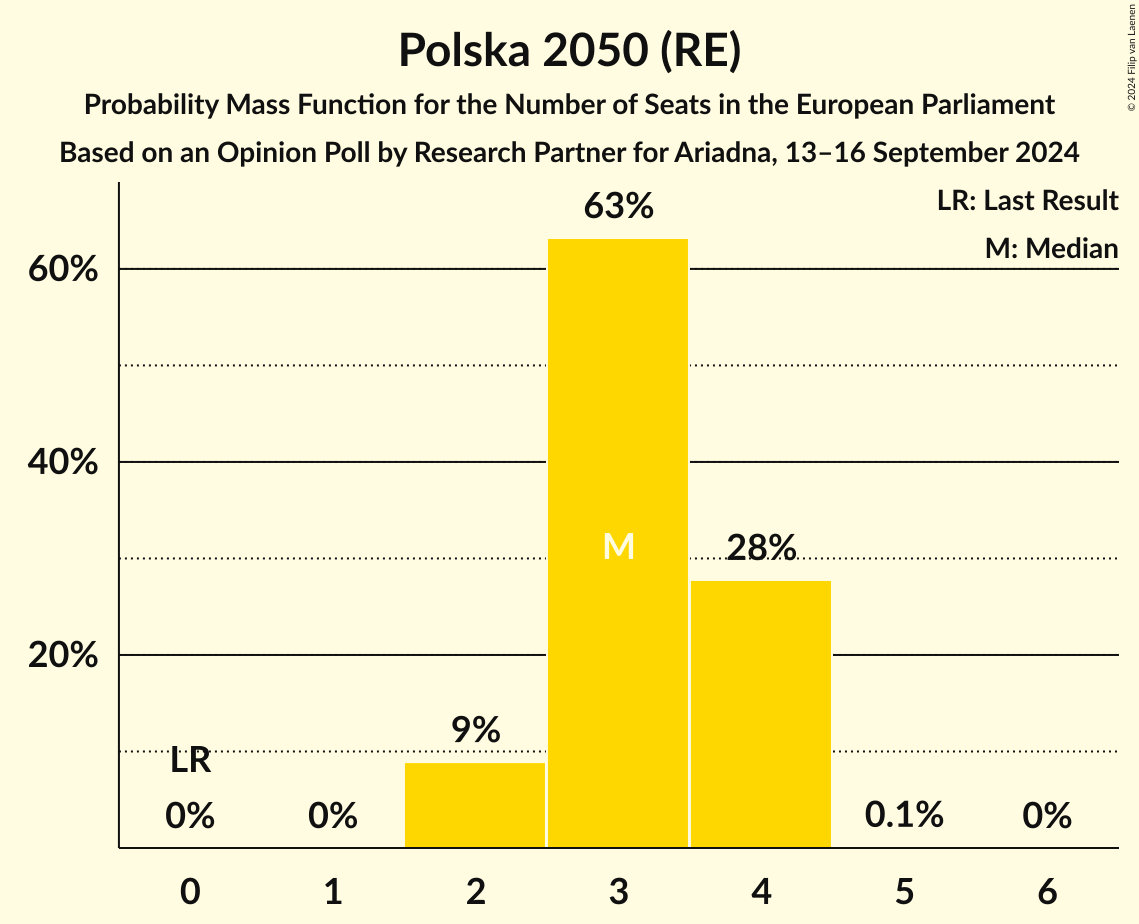 Polska 2050 (RE)
Probability Mass Function for the Number of Seats in the European Parliament
Based on an Opinion Poll by Research Partner for Ariadna, 13–16 September 2024
© 2024 Filip van Laenen
LR: Last Result
M: Median
60%
40%
20%
63%
M
28%
9%
LR
0%
0%
0.1%
0%
0 1 2 3 4 5 6